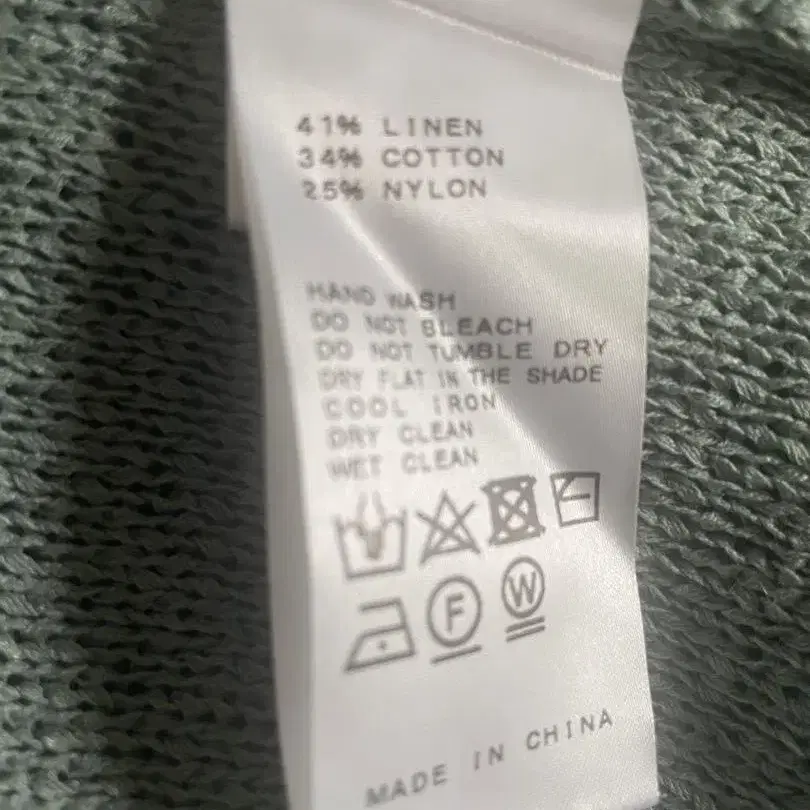 41% LINEN
34% COTTON
25% NYLON
HAND WASH
DO NOT BLEACH
DO NOT TUMBLE DRY
DRY FLAT IN THE SHADE
COOL IRON
DRY CLEAN
WET CLEAN
F
W
MADE IN CHINA